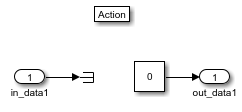 Action
1
0
1
in_data1
out_data1